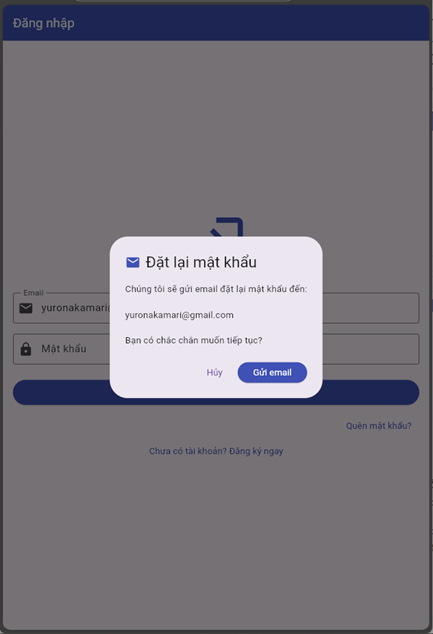 Đăng nhập
Email
yuronakamari
Mật khẩu
Đặt lại mật khẩu
Chúng tôi sẽ gửi email đặt lại mật khẩu đến:
yuronakamari@gmail.com
Bạn có chắc chắn muốn tiếp tục?
Hủy
Gửi email
Quên mật khẩu?
Chưa có tài khoản? Đăng ký ngay